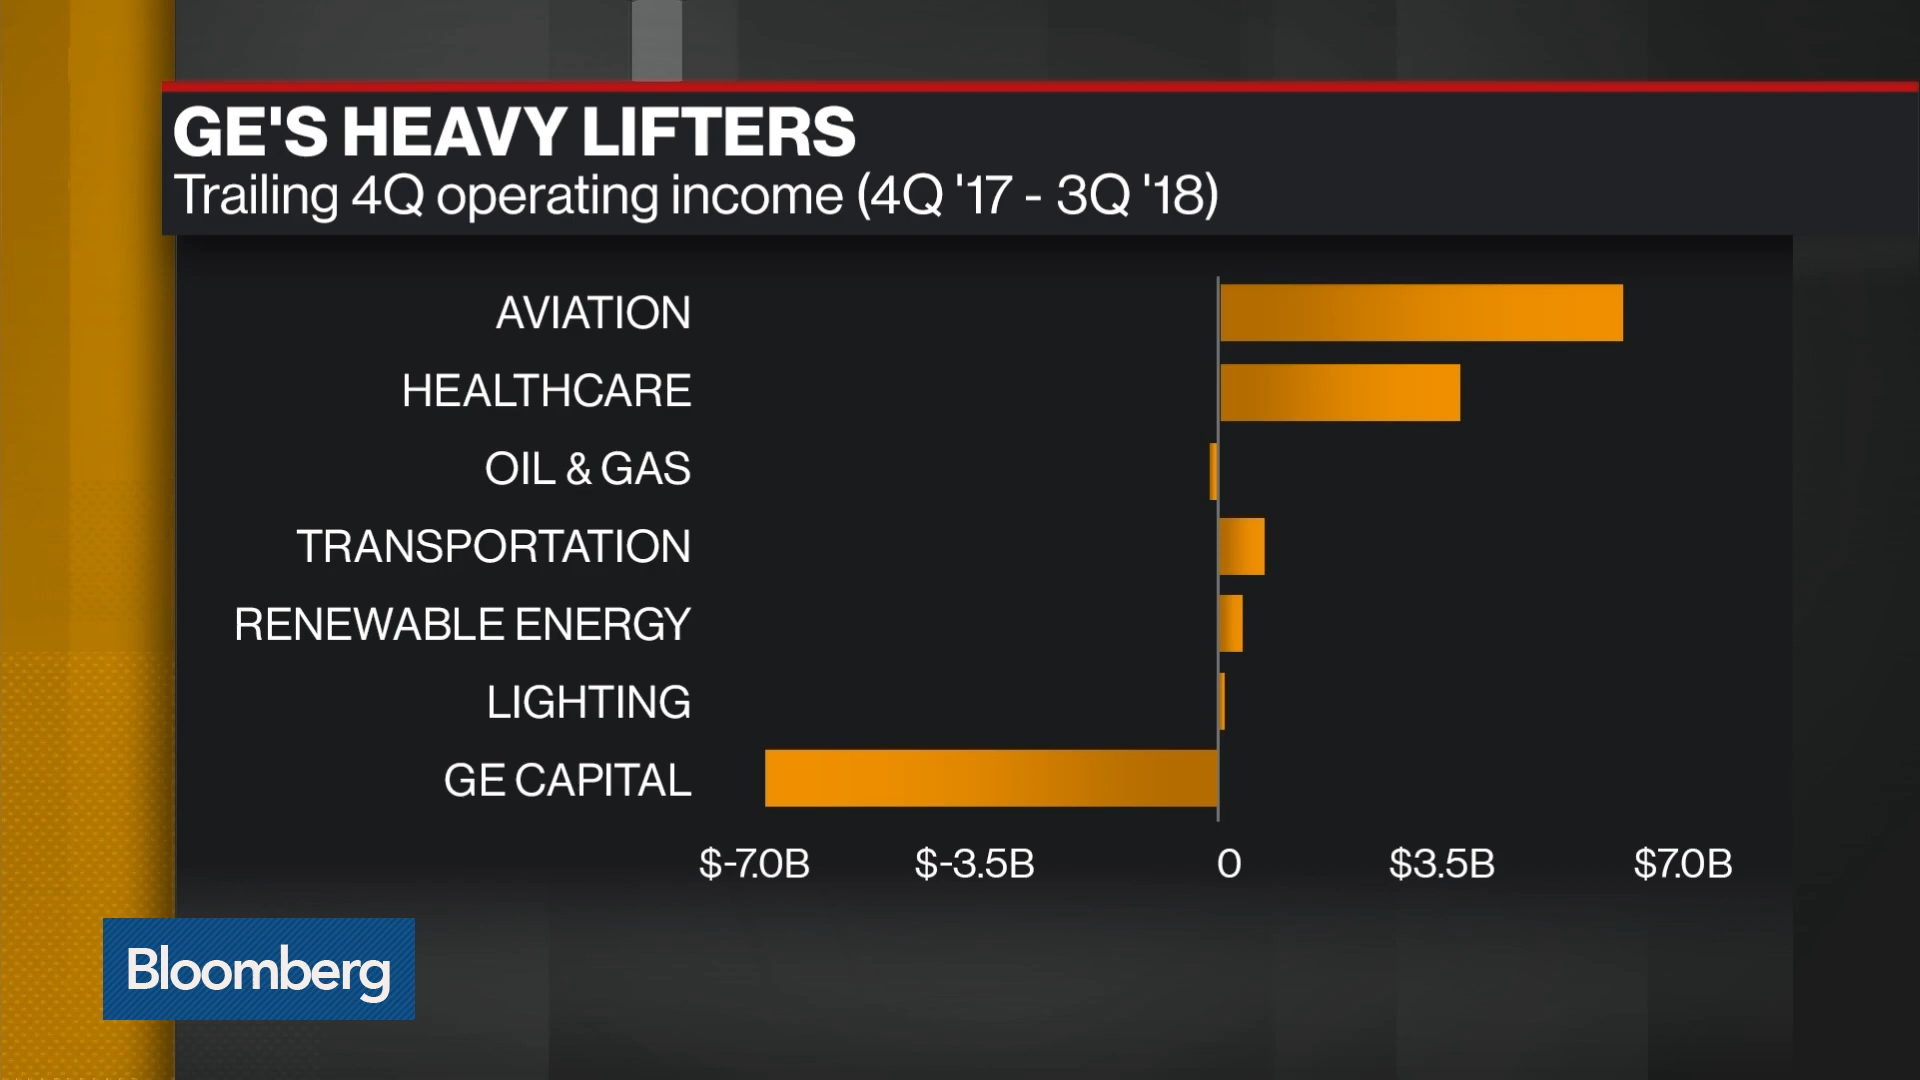 GE'S HEAVY LIFTERS
Trailing 4Q operating income (4Q '17 - 3Q '18)
AVIATION
HEALTHCARE
OIL & GAS
TRANSPORTATION
RENEWABLE ENERGY
LIGHTING
GE CAPITAL
$-7.0B $-3.5B 0 $3.5B $7.0B
Bloomberg